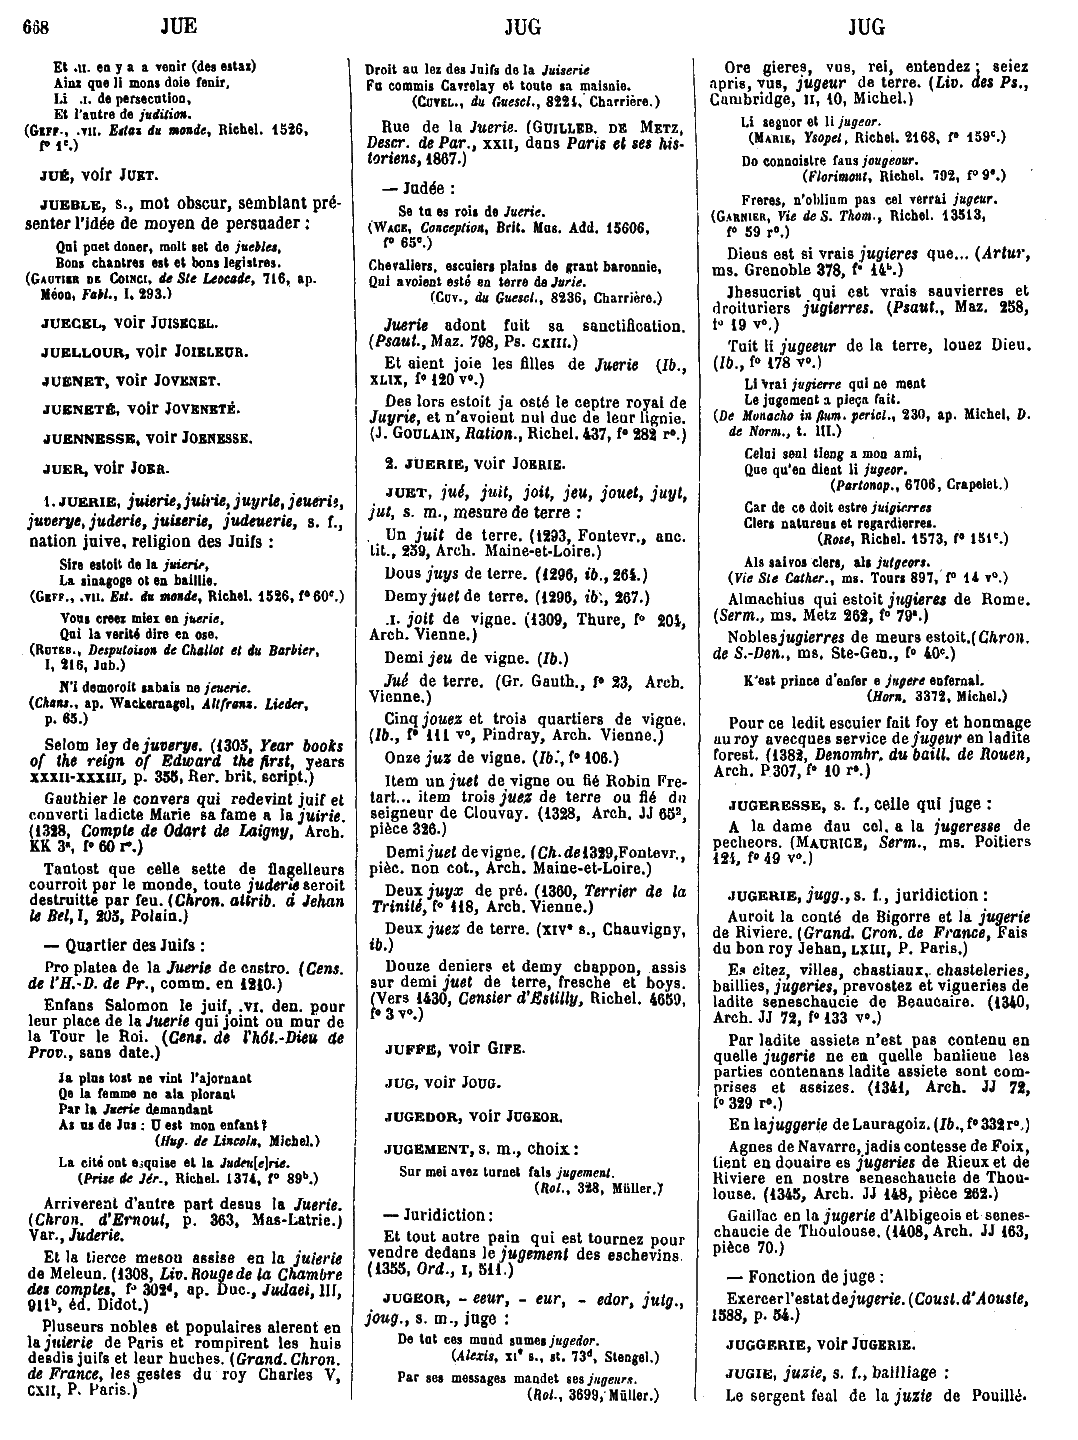 668 JUE JUG JUG
Et .II. en y a a venir (des estaz)
Ainz que li mons doie fenir,
Li .I. de persecution,
Et l'autre de judition.
(GEFF., .VII. Estaz du monde, Richel. 1526,
f° 1c.)
JUÉ, voir JUET.
JUEBLE, s., mot obscur, semblant pré-
senter l'idée de moyen de persuader :
Qui puet doner, molt set de juebles,
Bons chantres est et bons legistres.
(GAUTIER DE COINCI, de Ste Leocade, 716, ap.
Méon, Fabl., I, 293.)
JUECEL, voir JUISECEL.
JUELLOUR, voir JOIELEUR.
JUENET, voir JOVENET.
JUENETÉ, voir JOVENETÉ.
JUENNESSE, voir JOENESSE.
JUER, voir JOER.
1. JUERIE, juierie, juirie, juyrie, jeuerie,
juverye, juderie, juiserie, judeuerie, s. f.,
nation juive, religion des Juifs :
Sire estoit de la juierie,
La sinagoge ot en baillie.
(GEFF., .VII. Est. du monde, Richel. 1526, f° 60c.)
Vous creez miex en juerie,
Qui la verité dire en ose.
(RUTEB., Desputoison de Challot et du Barbier,
I, 216, Jub.)
N'i demoroit sabais ne jeuerie.
(Chans., ap. Wackernagel, Altfranz. Lieder,
p. 65.)
Selom ley de juverye. (1305, Year books
of the reign of Edward the first, years
XXXII-XXXIII, p. 355, Rer. brit. script.)
Gauthier le convers qui redevint juif et
converti ladicte Marie sa fame a la juirie.
(1328, Compte de Odart de Laigny, Arch.
KK 3a, f° 60 r°.)
Tantost que celle sette de flagelleurs
courroit par le monde, toute juderie seroit
destruitte par feu. (Chron. attrib. à Jehan
le Bel, I, 203, Polain.)
— Quartier des Juifs :
Pro platea de la Juerie de castro. (Cens.
de l'H.-D. de Pr., comm. en 1210.)
Enfans Salomon le juif, .VI. den. pour
leur place de la Juerie qui joint ou mur de
la Tour le Roi. (Cens. de l'hôt.-Dieu de
Prov., sans date.)
Ja plus tost ne vint l'ajornant
Qe la femme ne ala plorant
Par la Juerie demandant
As us de Jus : U est mon enfant?
(Hug. de Lincoln, Michel.)
La cité ont esquise et la Judeu[e]rie.
(Prise de Jér., Richel. 1374, f° 89b.)
Arriverent d'autre part desus la Juerie.
(Chron. d'Ernoul, p. 363, Mas-Latrie.)
Var., Juderie.
Et la tierce meson assise en la juierie
de Meleun. (1308, Liv. Rouge de la Chambre
des comptes, f° 302d, ap. Duc., Judaei, III,
911b, éd. Didot.)
Pluseurs nobles et populaires alerent en
la juierie de Paris et rompirent les huis
desdis juifs et leur huches. (Grand. Chron.
de France, les gestes du roy Charles V,
CXII, P. Paris.)
Droit au lez des Juifs de la Juiserie
Fu commis Cavrelay et toute sa maisnie.
(CUVEL., du Guescl., 8221, Charrière.)
Rue de la Juerie. (GUILLEB. DE METZ,
Descr. de Par., XXII, dans Paris et ses his-
toriens, 1867.)
— Judée :
Se tu es rois de Juerie.
(WACE, Conception, Brit. Mus. Add. 15606,
f° 65c.)
Chevaliers, escuiers plains de grant baronnie,
Qui avoient esté en terre de Jurie.
(CUV., du Guescl., 8236, Charrière.)
Juerie adont fuit sa sanctification.
(Psaut., Maz. 798, Ps. CXIII.)
Et aient joie les filles de Juerie (Ib.,
XLIX, f° 120 v°.)
Des lors estoit ja osté le ceptre royal de
Juyrie, et n'avoient nul duc de leur lignie.
(J. GOULAIN, Ration., Richel. 437, f° 282 r°.)
2. JUERIE, voir JOERIE.
JUET, jué, juit, joit, jeu, jouet, juyt,
jut, s. m., mesure de terre :
Un juit de terre. (1293, Fontevr., anc.
tit., 239, Arch. Maine-et-Loire.)
Dous juys de terre. (1296, ib., 264.)
Demy juet de terre. (1296, ib., 267.)
.I. joit de vigne. (1309, Thure, f° 204,
Arch. Vienne.)
Demi jeu de vigne. (Ib.)
Jué de terre. (Gr. Gauth., f° 23, Arch.
Vienne.)
Cinq jouez et trois quartiers de vigne.
(Ib., f° 111 v°, Pindray, Arch. Vienne.)
Onze juz de vigne. (Ib., f° 106.)
Item un juet de vigne ou fié Robin Fre-
tart... item trois juez de terre ou fié du
seigneur de Clouvay. (1328, Arch. JJ 652,
pièce 326.)
Demi juet de vigne. (Ch. de 1329, Fontevr.,
pièc. non cot., Arch. Maine-et-Loire.)
Deux juyx de pré. (1360, Terrier de la
Trinité, f° 118, Arch. Vienne.)
Deux juez de terre. (XIVe s., Chauvigny,
ib.)
Douze deniers et demy chappon, assis
sur demi juet de terre, fresche et boys.
(Vers 1430, Censier d'Estilly, Richel. 4659,
f° 3 v°.)
JUFFE, voir GIFE.
JUG, voir JOUG.
JUGEDOR, voir JUGEOR.
JUGEMENT, s. m., choix :
Sur mei avez turnet fals jugement.
(Rol., 328, Müller.)
— Juridiction :
Et tout autre pain qui est tournez pour
vendre dedans le jugement des eschevins.
(1355, Ord., I, 511.)
JUGEOR, - eeur, - eur, - edor, juig.,
joug., s. m., juge :
De tut ces mund sumes jugedor.
(Alexis, XIe s., st. 73d, Stengel.)
Par ses messages mandet ses jugeurs.
(Rol., 3699, Müller.)
Ore gieres, vus, rei, entendez ; seiez
apris, vus, jugeur de terre. (Liv. des Ps.,
Cambridge, II, 10, Michel.)
Li segnor et li jugeor.
(MARIE, Ysopet, Richel. 2168, f° 159c.)
Do connoistre fans jougeour.
(Florimont, Richel. 792, f° 9e.)
Freres, n'oblium pas cel verrai jugeur.
(GARNIER, Vie de S. Thom., Richel. 13513,
f° 59 r°.)
Dieus est si vrais jugieres que... (Artur,
ms. Grenoble 378, f° 14b.)
Jhesucrist qui est vrais sauvierres et
droituriers jugierres. (Psaut., Maz. 258,
f° 19 v°.)
Tuit li jugeeur de la terre, louez Dieu.
(Ib., f° 178 v°.)
Li vrai jugierre qui ne ment
Le jugement a pieça fait.
(De Monacho in flum. pericl., 230, ap. Michel, D.
de Norm., t. III.)
Celui seul tieng a mon ami,
Que qu'en dient li jugeor.
(Partonop., 6706, Crapelet.)
Car de ce doit estre juigierres
Clers natureus et regardierres.
(Rose, Richel. 1573, f° 151c.)
Als salvos clers, als jutgeors.
(Vie Ste Cather., ms. Tours 897, f° 14 v°.)
Almachius qui estoit jugieres de Rome.
(Serm., ms. Metz 262, f° 79a.)
Nobles jugierres de meurs estoit. (Chron.
de S.-Den., ms. Ste-Gen., f° 40c.)
K'est prince d'enfer e jugere enfernal.
(Horn, 3372, Michel.)
Pour ce ledit escuier fait foy et honmage
au roy avecques service de jugeur en ladite
forest. (1382, Denombr. du baill. de Rouen,
Arch. P 307, f° 10 r°.)
JUGERESSE, s. f., celle qui juge :
A la dame dau cel, a la jugeresse de
pecheors. (MAURICE, Serm., ms. Poitiers
124, f° 49 v°.)
JUGERIE, jugg., s. f., juridiction :
Auroit la conté de Bigorre et la jugerie
de Riviere. (Grand. Cron. de France, Fais
du bon roy Jehan, LXIII, P. Paris.)
Es citez, villes, chastiaux, chasteleries,
baillies, jugeries, prevostez et vigueries de
ladite seneschaucie de Beaucaire. (1340,
Arch. JJ 72, f° 133 v°.)
Par ladite assiete n'est pas contenu en
quelle jugerie ne en quelle banlieue les
parties contenans ladite assiete sont com-
prises et assizes. (1341, Arch. JJ 72,
f° 329 r°.)
En la juggerie de Lauragoiz. (Ib., f° 332 r°.)
Agnes de Navarre, jadis contesse de Foix,
tient en douaire es jugeries de Rieux et de
Riviere en nostre seneschaucie de Thou-
louse. (1345, Arch. JJ 148, pièce 262.)
Gaillac en la jugerie d'Albigeois et senes-
chaucie de Thoulouse. (1408, Arch. JJ 163,
pièce 70.)
— Fonction de juge :
Exercer l'estat de jugerie. (Coust. d'Aouste,
1588, p. 54.)
JUGGERIE, voir JUGERIE.
JUGIE, juzie, s. f., bailliage :
Le sergent feal de la juzie de Pouillé.